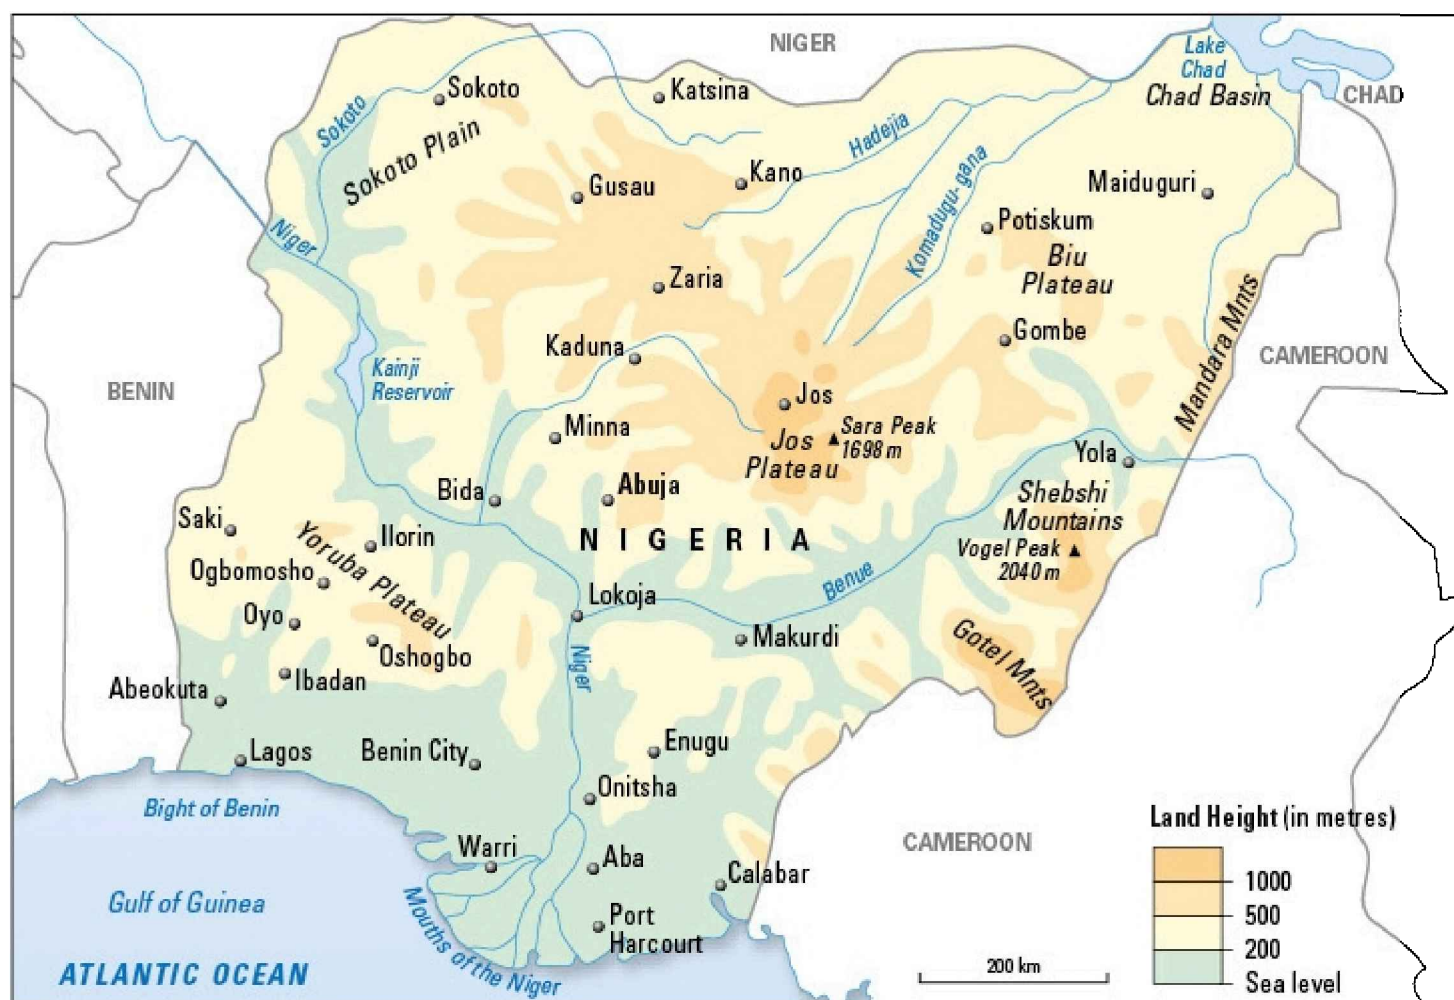 NIGER
Lake
Chad
Chad Basin
CHAD
Sokoto
Katsina
Sokoto
Sokoto Plain
Hadejia
Kano
Gusau
Komadugu-gana
Maiduguri
Potiskum
Niger
Biu
Plateau
Zaria
Mandara Mnts
Gombe
Kaduna
CAMEROON
Kainji
Reservoir
BENIN
Jos
Minna
Jos
Plateau
Sara Peak
1698 m
Yola
Bida
Abuja
Shebshi
Mountains
Saki
Ilorin
NIGERIA
Vogel Peak
2040 m
Ogbomosho
Yoruba Plateau
Benue
Lokoja
Oyo
Makurdi
Gotel Mnts
Oshogbo
Niger
Ibadan
Abeokuta
Lagos
Benin City
Enugu
Onitsha
Bight of Benin
Land Height (in metres)
Warri
Aba
CAMEROON
Calabar
1000
Gulf of Guinea
Mouths of the Niger
Port
Harcourt
500
200
ATLANTIC OCEAN
200 km
Sea level